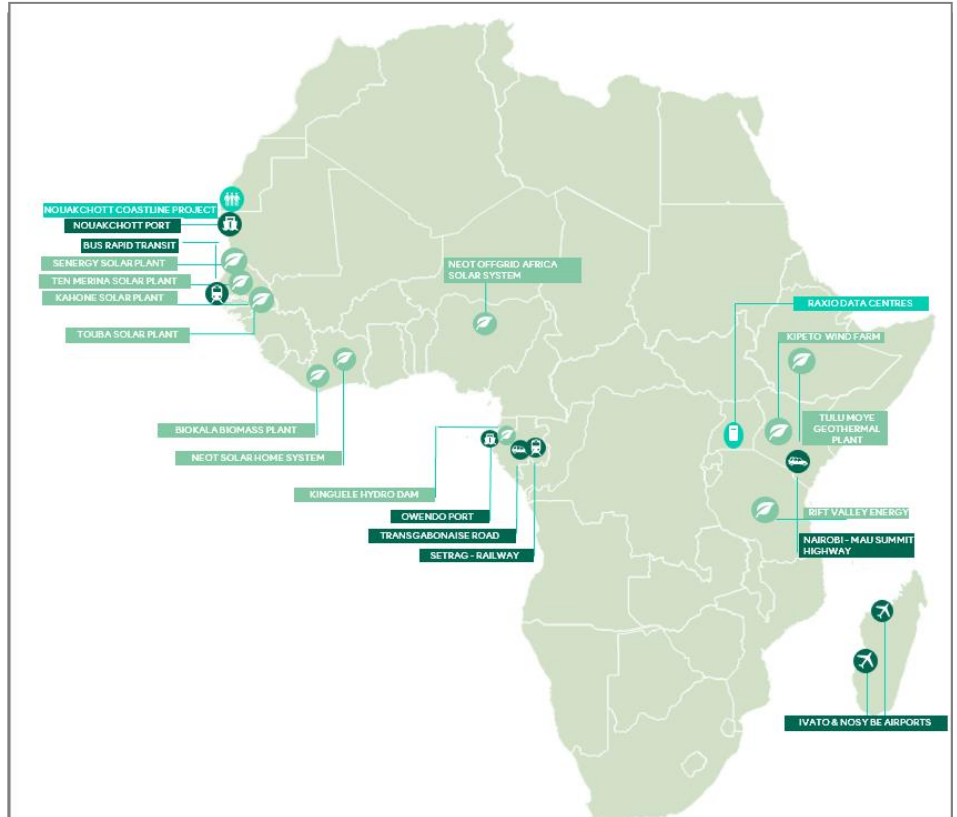 NOUAKCHOTT COASTLINE PROJECT
NOUAKCHOTT PORT
BUS RAPID TRANSIT
SENERGY SOLAR PLANT
TEN MERINA SOLAR PLANT
KAHONE SOLAR PLANT
TOUBA SOLAR PLANT
NEOT OFFGRID AFRICA
SOLAR SYSTEM
RAXIO DATA CENTRES
KIPETO WIND FARM
TULU MOYE
GEOTHERMAL
PLANT
BIOKALA BIOMASS PLANT
NEOT SOLAR HOME SYSTEM
KINGUELE HYDRO DAM
OWENDO PORT
TRANSGABONAISE ROAD
SETRAG - RAILWAY
RIFT VALLEY ENERGY
NAIROBI - MAU SUMMIT
HIGHWAY
IVATO & NOSY BE AIRPORTS